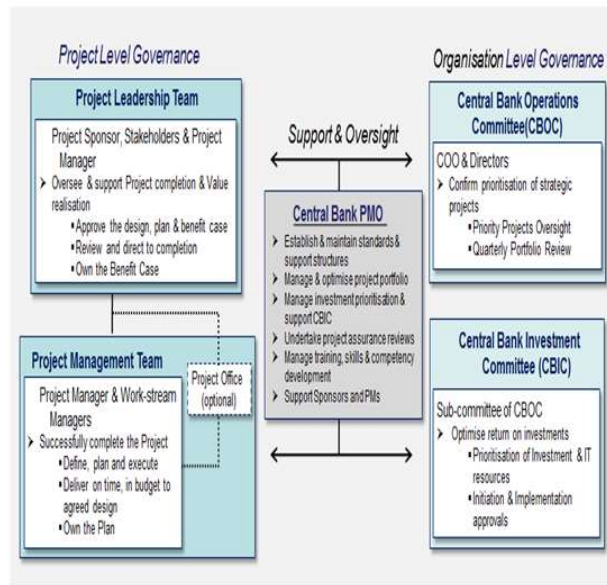 Project Level Governance
Project Leadership Team
Project Sponsor, Stakeholders & Project
Manager
➤ Oversee & support Project completion & Value
realisation
▪ Approve the design, plan & benefit case
▪ Review and direct to completion
▪ Own the Benefit Case
Project Management Team
Project Manager & Work-stream
Managers
➤ Successfully complete the Project
▪ Define, plan and execute
▪ Deliver on time, in budget to
agreed design
▪ Own the Plan
Project Office
(optional)
Support & Oversight
Central Bank PMO
➤ Establish & maintain standards &
support structures
➤ Manage & optimise project portfolio
➤ Manage investment prioritisation &
support CBIC
➤ Undertake project assurance reviews
➤ Manage training, skills & competency
development
➤ Support Sponsors and PMs
Organisation Level Governance
Central Bank Operations
Committee(CBOC)
COO & Directors
➤ Confirm prioritisation of strategic
projects
▪ Priority Projects Oversight
▪ Quarterly Portfolio Review
Central Bank Investment
Committee (CBIC)
Sub-committee of CBOC
➤ Optimise return on investments
▪ Prioritisation of Investment & IT
resources
▪ Initiation & Implementation
approvals